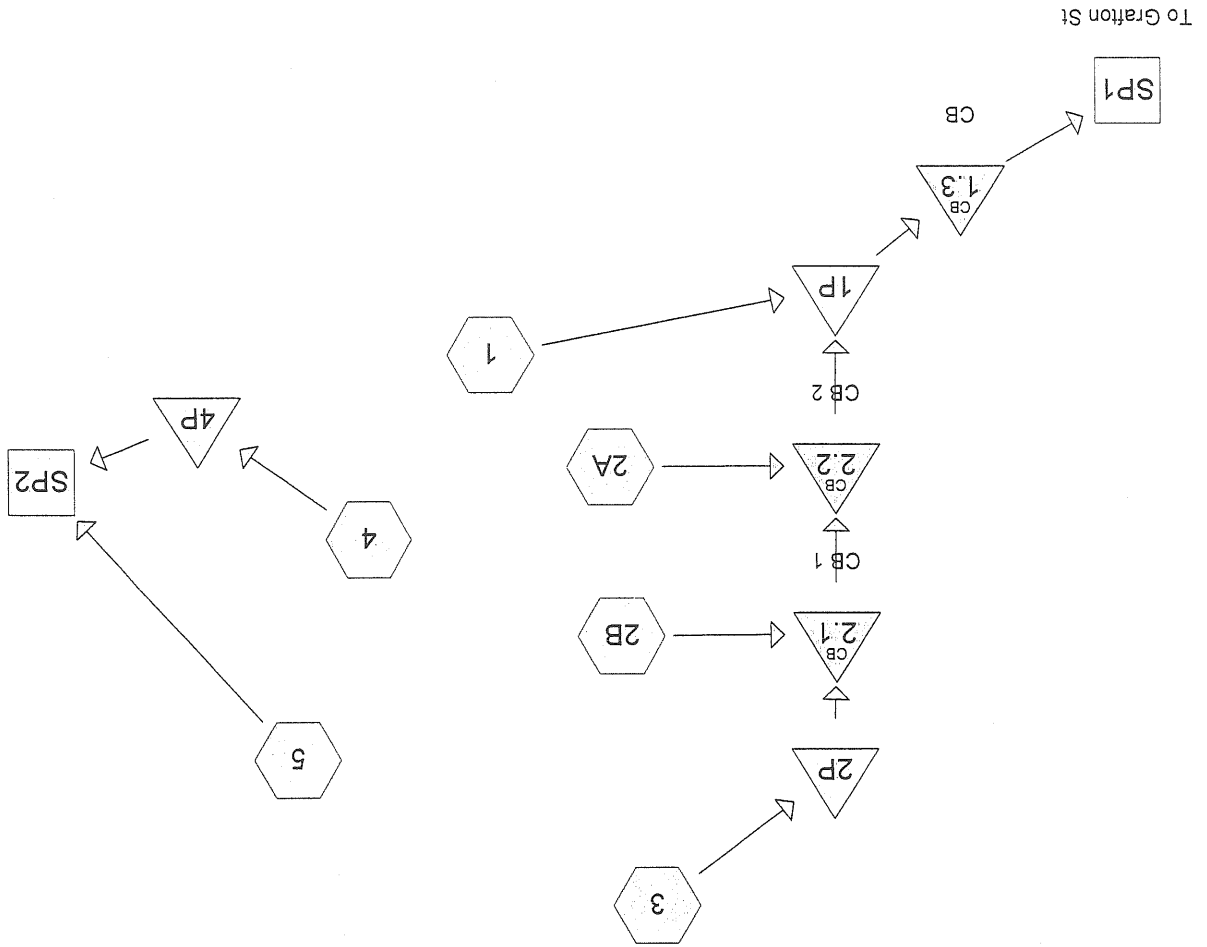 3
2P
5
CB
2.1
2B
CB 1
4
CB
2.2
2A
SP2
4P
CB 2
1
1P
CB
1.3
CB
SP1
To Grafton St